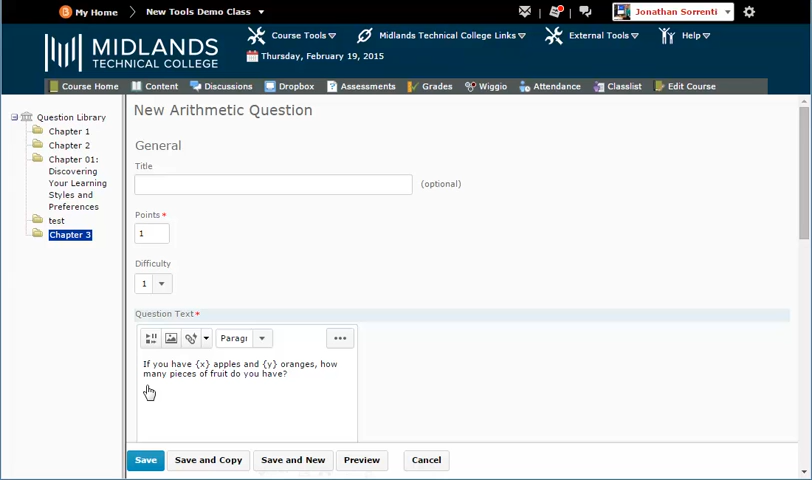 My Home
New Tools Demo Class
Jonathan Sorrenti
MIDLANDS
TECHNICAL COLLEGE
Course Tools
Midlands Technical College Links
External Tools
Help
Thursday, February 19, 2015
Course Home
Content
Discussions
Dropbox
Assessments
Grades
Wiggio
Attendance
Classlist
Edit Course
Question Library
Chapter 1
Chapter 2
Chapter 01:
Discovering
Your Learning
Styles and
Preferences
test
Chapter 3
New Arithmetic Question
General
Title
(optional)
Points *
1
Difficulty
1
Question Text *
Paragr
If you have {x} apples and {y} oranges, how
many pieces of fruit do you have?
Save
Save and Copy
Save and New
Preview
Cancel